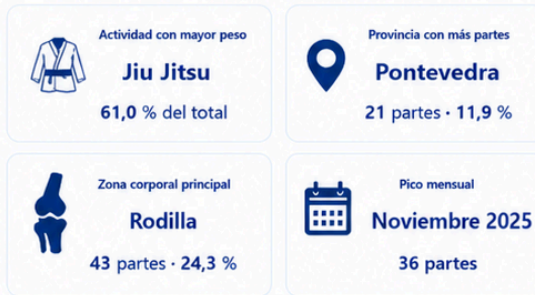 Actividad con mayor peso
Jiu Jitsu
61,0 % del total
Provincia con más partes
Pontevedra
21 partes · 11,9 %
Zona corporal principal
Rodilla
43 partes · 24,3 %
Pico mensual
Noviembre 2025
36 partes